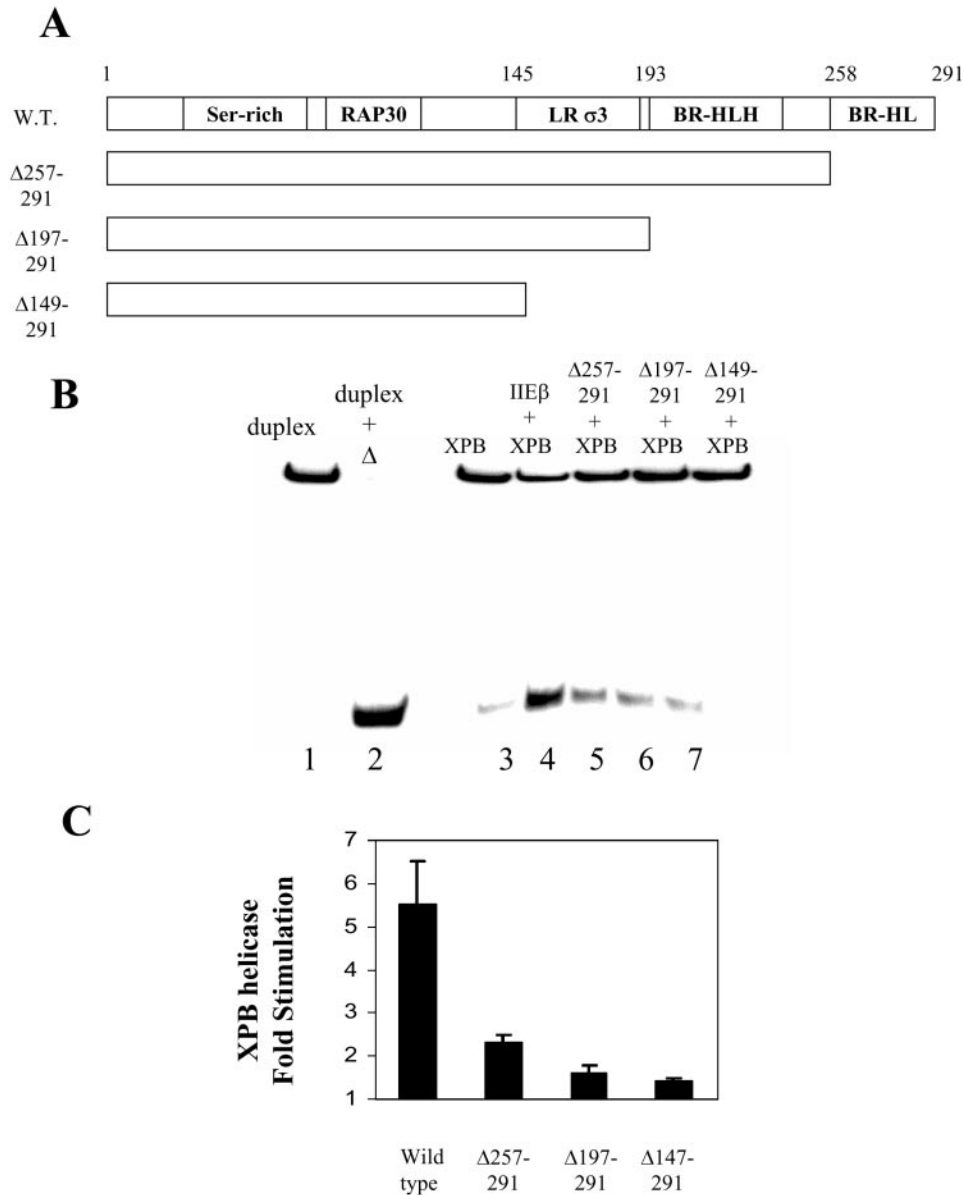 A
1 145 193 258 291
W.T. Ser-rich RAP30 LR σ3 BR-HLH BR-HL
Δ257-
291
Δ197-
291
Δ149-
291
B
duplex
duplex
+
Δ
XPB
IIEβ
+
XPB
Δ257-
291
+
XPB
Δ197-
291
+
XPB
Δ149-
291
+
XPB
1 2 3 4 5 6 7
C
XPB helicase
Fold Stimulation
7
6
5
4
3
2
1
Wild
type
Δ257-
291
Δ197-
291
Δ147-
291